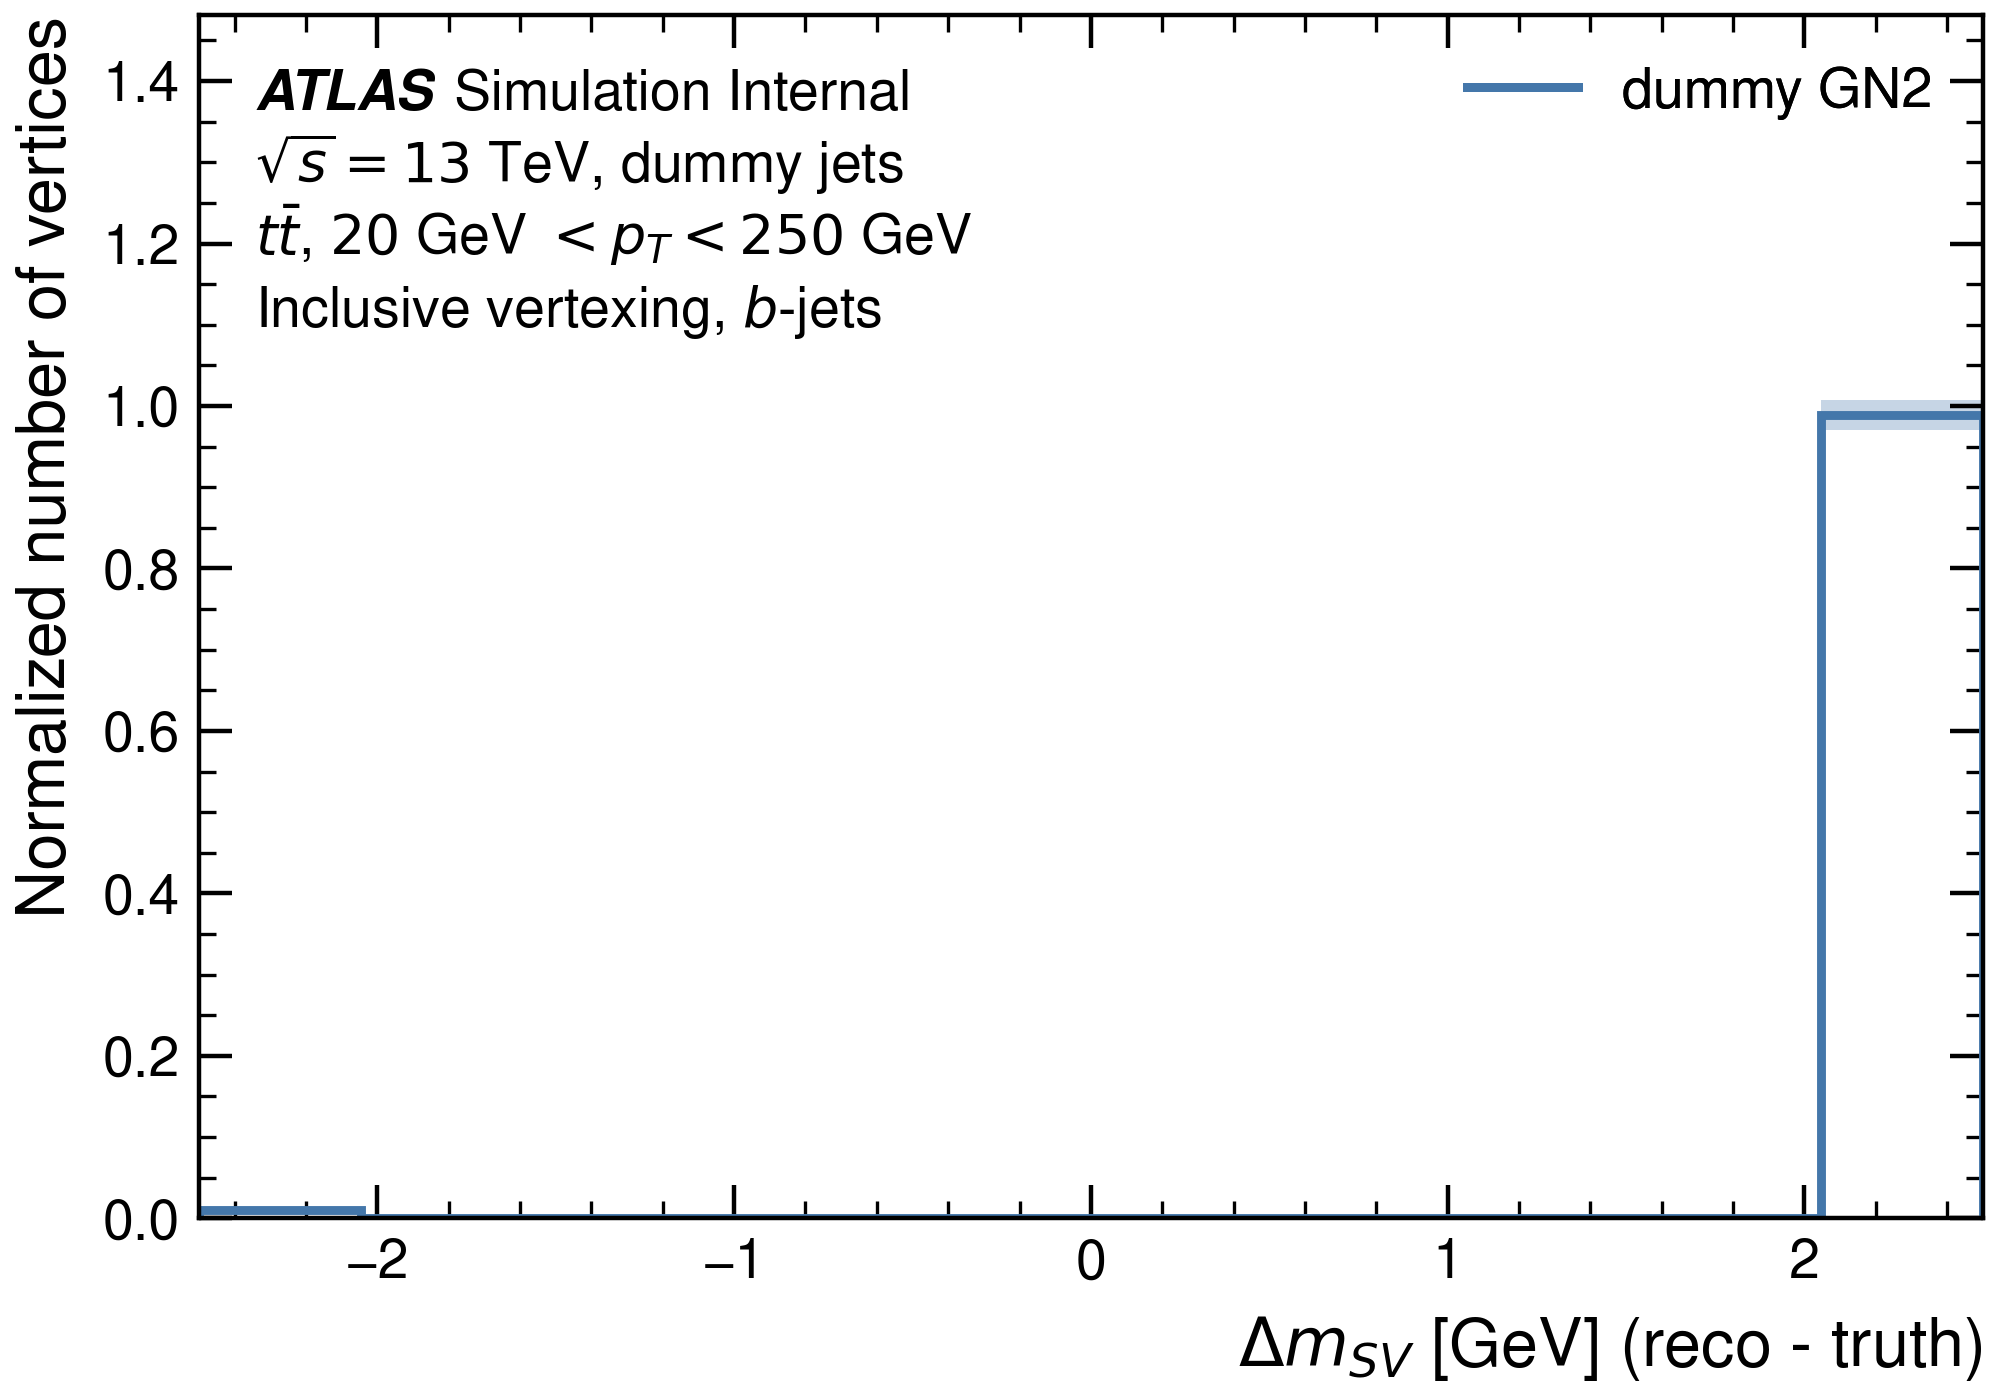 ATLAS Simulation Internal
√s = 13 TeV, dummy jets
tt̄, 20 GeV < p_T < 250 GeV
Inclusive vertexing, b-jets
dummy GN2
Normalized number of vertices
1.4
1.2
1.0
0.8
0.6
0.4
0.2
0.0
−2 −1 0 1 2
Δm_SV [GeV] (reco - truth)